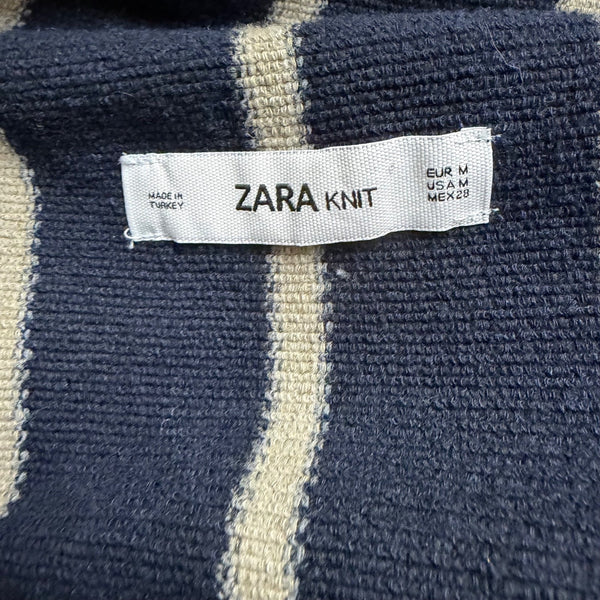 MADE IN
TURKEY
ZARA KNIT
EUR M
USA M
MEX 28